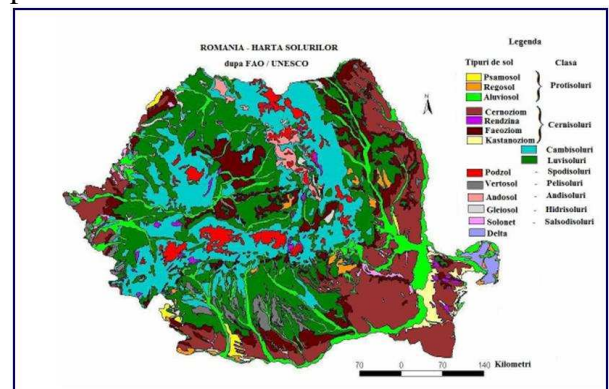 ROMANIA - HARTA SOLURILOR
dupa FAO / UNESCO
Legenda
Tipuri de sol Clasa
Psamosol
Regosol
Aluviosol
Protisoluri
Cernoziom
Rendzina
Faeoziom
Kastanoziom
Cernisoluri
Cambisoluri
Luvisoluri
Podzol - Spodisoluri
Vertosol - Pelisoluri
Andosol - Andisoluri
Gleiosol - Hidrisoluri
Solonet - Salsodisoluri
Delta
N
70 0 70 140 Kilometri